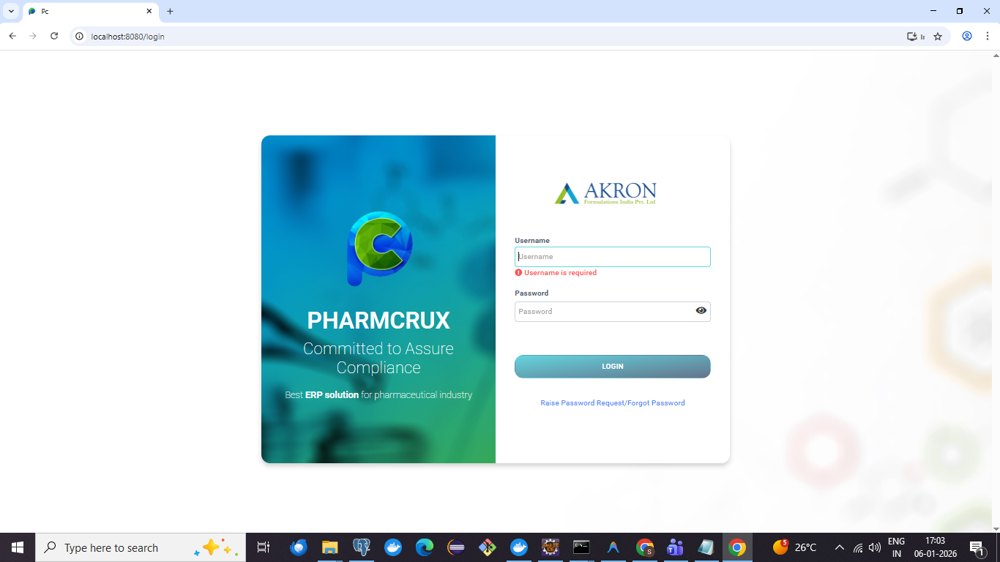 Pc
localhost:8080/login
AKRON
Formulations India Pvt. Ltd
Username
Username
Username is required
Password
Password
LOGIN
Raise Password Request/Forgot Password
PHARMCRUX
Committed to Assure
Compliance
Best ERP solution for pharmaceutical industry
Type here to search
5
26°C
ENG
IN
17:03
06-01-2026
1